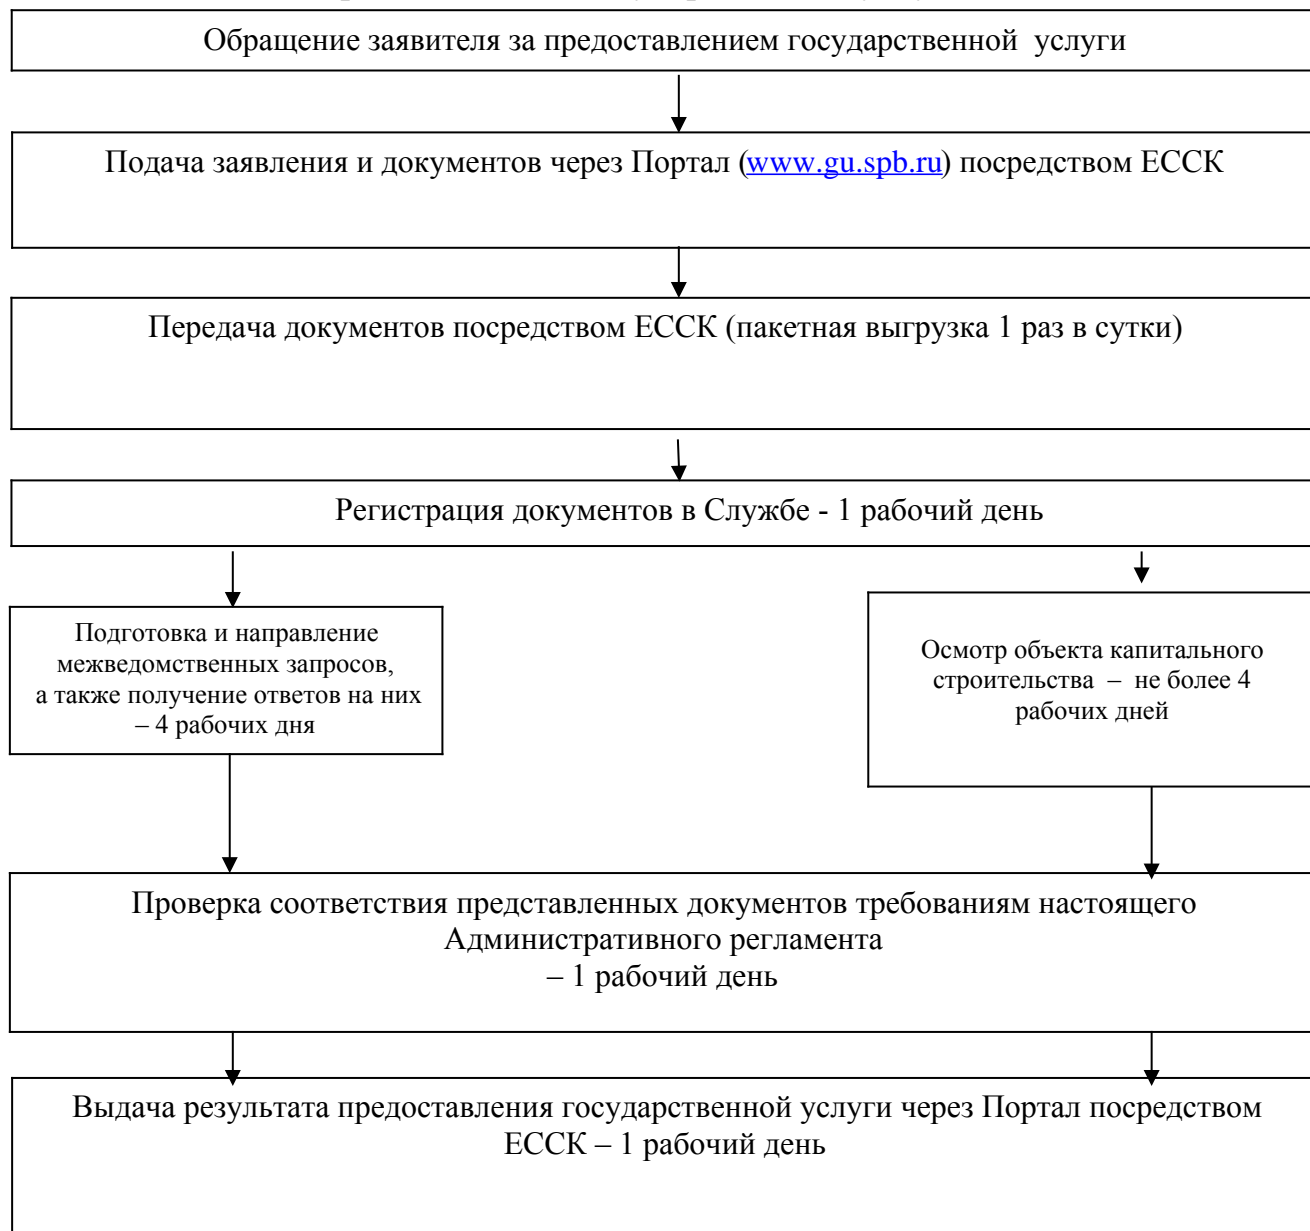 Обращение заявителя за предоставлением государственной услуги
Подача заявления и документов через Портал (www.gu.spb.ru) посредством ЕССК
Передача документов посредством ЕССК (пакетная выгрузка 1 раз в сутки)
Регистрация документов в Службе - 1 рабочий день
Подготовка и направление
межведомственных запросов,
а также получение ответов на них
– 4 рабочих дня
Осмотр объекта капитального
строительства – не более 4
рабочих дней
Проверка соответствия представленных документов требованиям настоящего
Административного регламента
– 1 рабочий день
Выдача результата предоставления государственной услуги через Портал посредством
ЕССК – 1 рабочий день